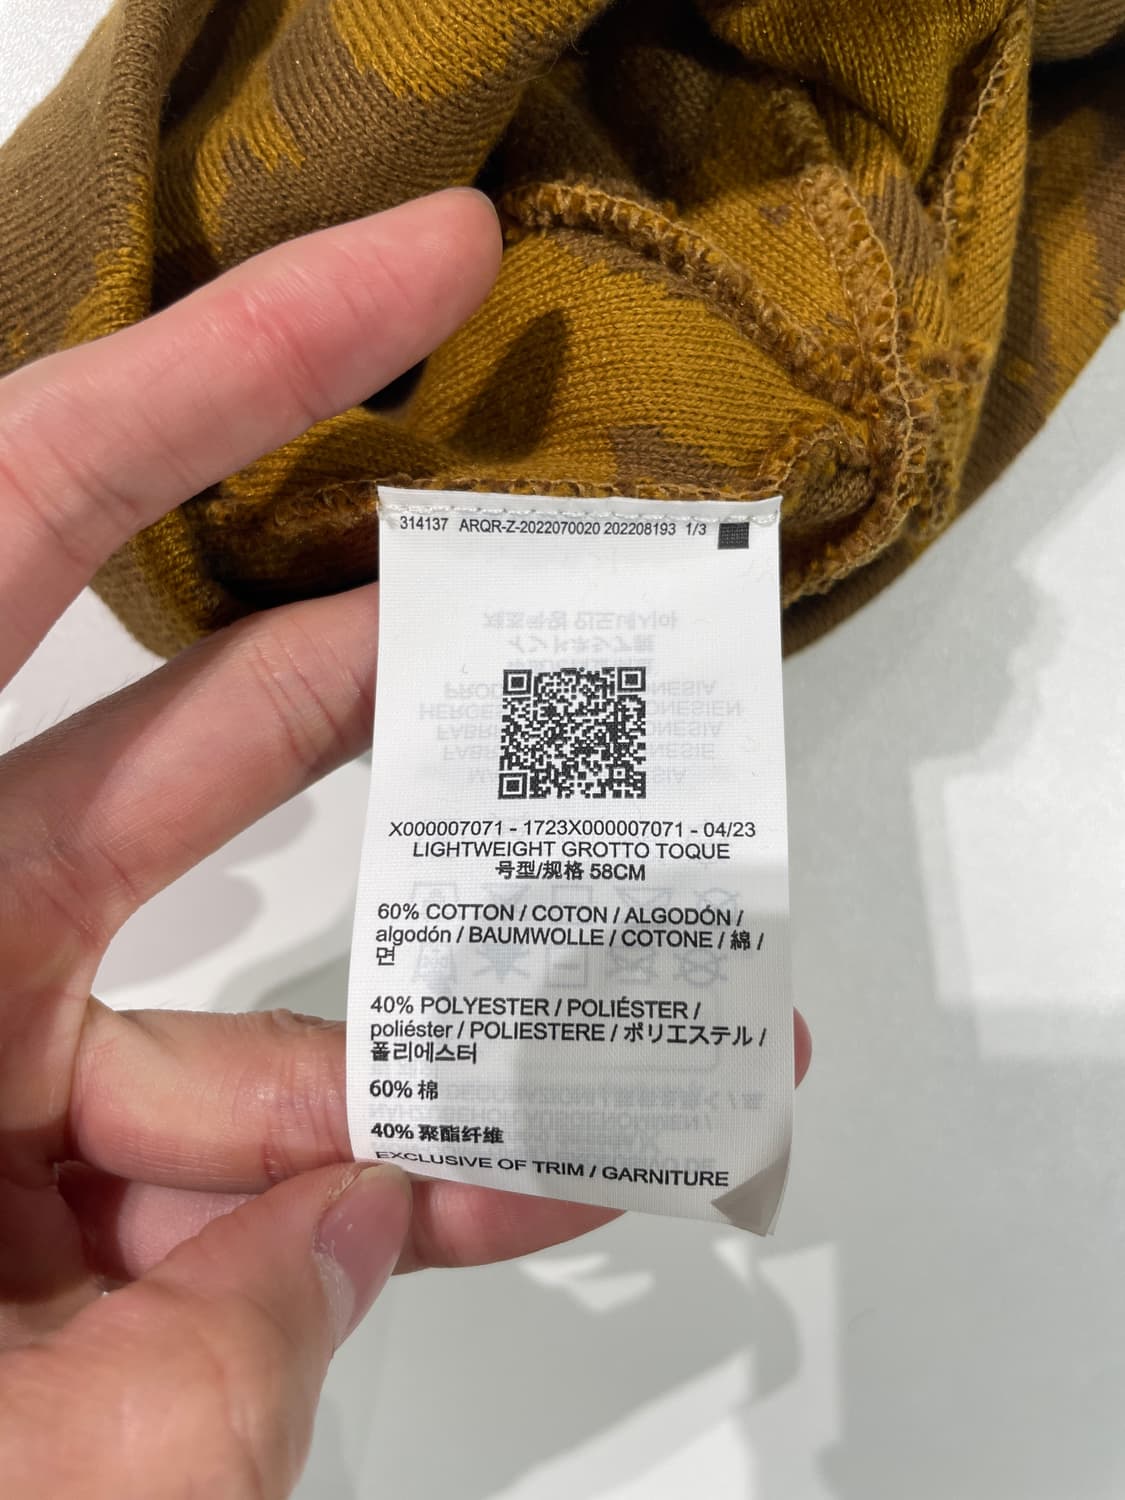 314137 ARQR-Z-2022070020 202208193 1/3
X000007071 - 1723X000007071 - 04/23
LIGHTWEIGHT GROTTO TOQUE
号型/规格 58CM
60% COTTON / COTON / ALGODÓN /
algodón / BAUMWOLLE / COTONE / 綿 /
면
40% POLYESTER / POLIÉSTER /
poliéster / POLIESTERE / ポリエステル /
폴리에스터
60% 棉
40% 聚酯纤维
EXCLUSIVE OF TRIM / GARNITURE